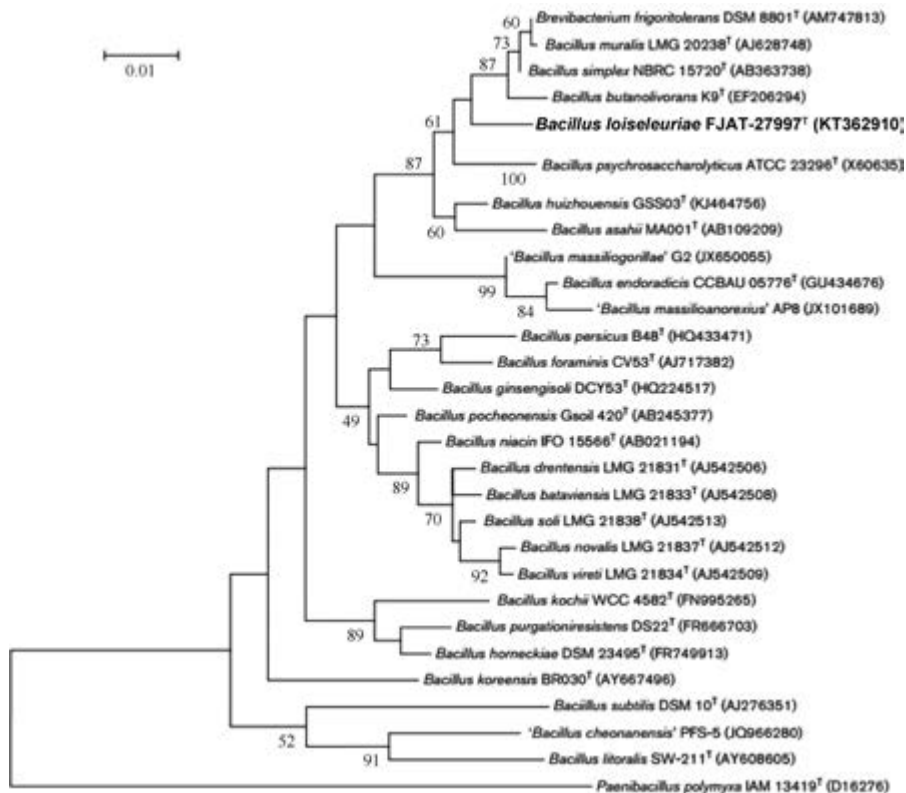 60
Brevibacterium frigoritolerans DSM 8801ᵀ (AM747813)
73
Bacillus muralis LMG 20238ᵀ (AJ628748)
0.01
87
Bacillus simplex NBRC 15720ᵀ (AB363738)
Bacillus butanolivorans K9ᵀ (EF206294)
61
Bacillus loiseleuriae FJAT-27997ᵀ (KT362910)
87
Bacillus psychrosaccharolyticus ATCC 23296ᵀ (X60635)
100
Bacillus huizhouensis GSS03ᵀ (KJ464756)
60
Bacillus asahii MA001ᵀ (AB109209)
'Bacillus massiliogorillae' G2 (JX650055)
99
Bacillus endoradicis CCBAU 05776ᵀ (GU434676)
84
'Bacillus massilioanorexius' AP8 (JX101689)
73
Bacillus persicus B48ᵀ (HQ433471)
Bacillus foraminis CV53ᵀ (AJ717382)
Bacillus ginsengisoli DCY53ᵀ (HQ224517)
49
Bacillus pocheonensis Gsoil 420ᵀ (AB245377)
Bacillus niacin IFO 15566ᵀ (AB021194)
89
Bacillus drentensis LMG 21831ᵀ (AJ542506)
Bacillus bataviensis LMG 21833ᵀ (AJ542508)
70
Bacillus soli LMG 21838ᵀ (AJ542513)
Bacillus novalis LMG 21837ᵀ (AJ542512)
92
Bacillus vireti LMG 21834ᵀ (AJ542509)
Bacillus kochii WCC 4582ᵀ (FN995265)
89
Bacillus purgationiresistens DS22ᵀ (FR666703)
Bacillus horneckiae DSM 23495ᵀ (FR749913)
Bacillus koreensis BR030ᵀ (AY667496)
Baciillus subtilis DSM 10ᵀ (AJ276351)
52
'Bacillus cheonanensis' PFS-5 (JQ966280)
91
Bacillus litoralis SW-211ᵀ (AY608605)
Paenibacillus polymyxa IAM 13419ᵀ (D16276)